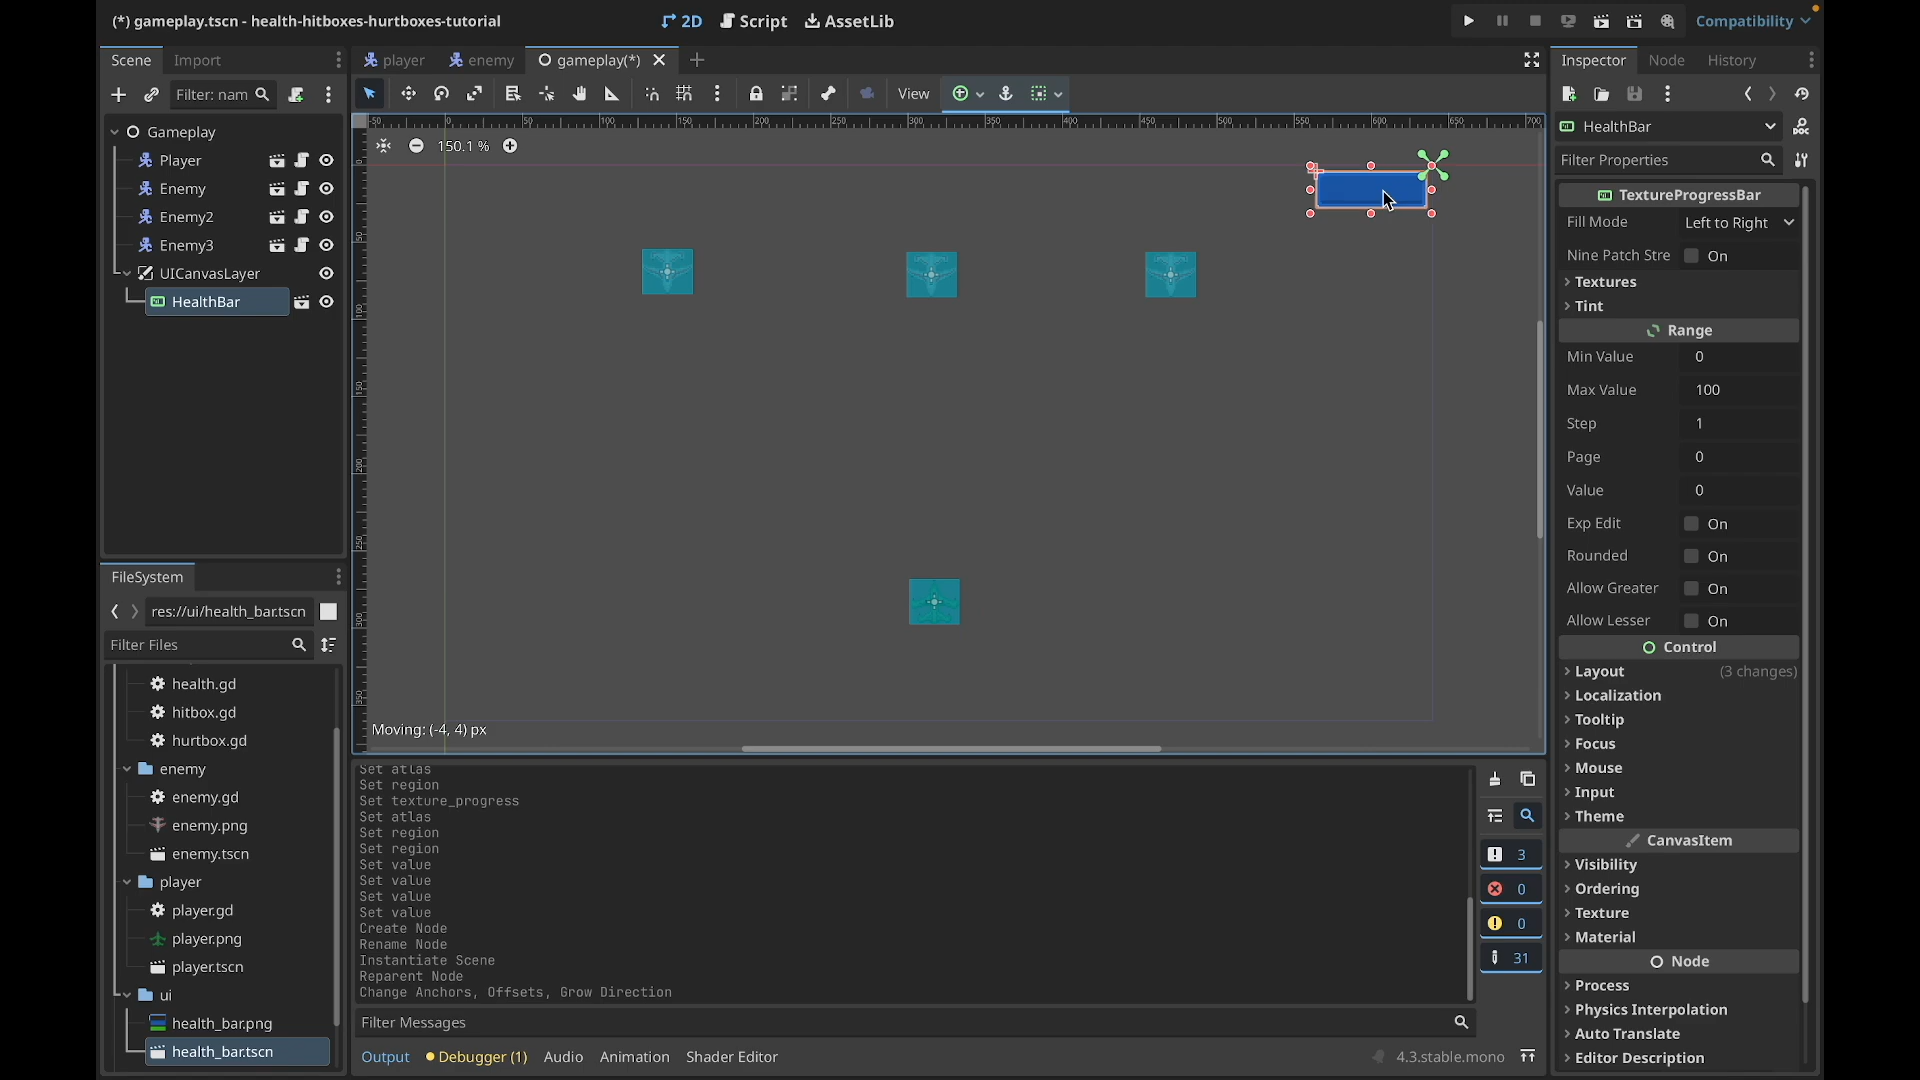 (*) gameplay.tscn - health-hitboxes-hurtboxes-tutorial
2D
Script
AssetLib
Compatibility
Scene
Import
player
enemy
gameplay(*)
Inspector
Node
History
Filter: nam
View
HealthBar
Filter Properties
Gameplay
Player
Enemy
Enemy2
Enemy3
UICanvasLayer
HealthBar
150.1 %
Moving: (-4, 4) px
TextureProgressBar
Fill Mode
Left to Right
Nine Patch Stre
On
Textures
Tint
Range
Min Value
0
Max Value
100
Step
1
Page
0
Value
0
Exp Edit
On
Rounded
On
Allow Greater
On
Allow Lesser
On
Control
Layout
(3 changes)
Localization
Tooltip
Focus
Mouse
Input
Theme
CanvasItem
Visibility
Ordering
Texture
Material
Node
Process
Physics Interpolation
Auto Translate
Editor Description
FileSystem
res://ui/health_bar.tscn
Filter Files
health.gd
hitbox.gd
hurtbox.gd
enemy
enemy.gd
enemy.png
enemy.tscn
player
player.gd
player.png
player.tscn
ui
health_bar.png
health_bar.tscn
Set atlas
Set region
Set texture_progress
Set atlas
Set region
Set region
Set value
Set value
Set value
Set value
Create Node
Rename Node
Instantiate Scene
Reparent Node
Change Anchors, Offsets, Grow Direction
3
0
0
31
Filter Messages
Output
Debugger (1)
Audio
Animation
Shader Editor
4.3.stable.mono